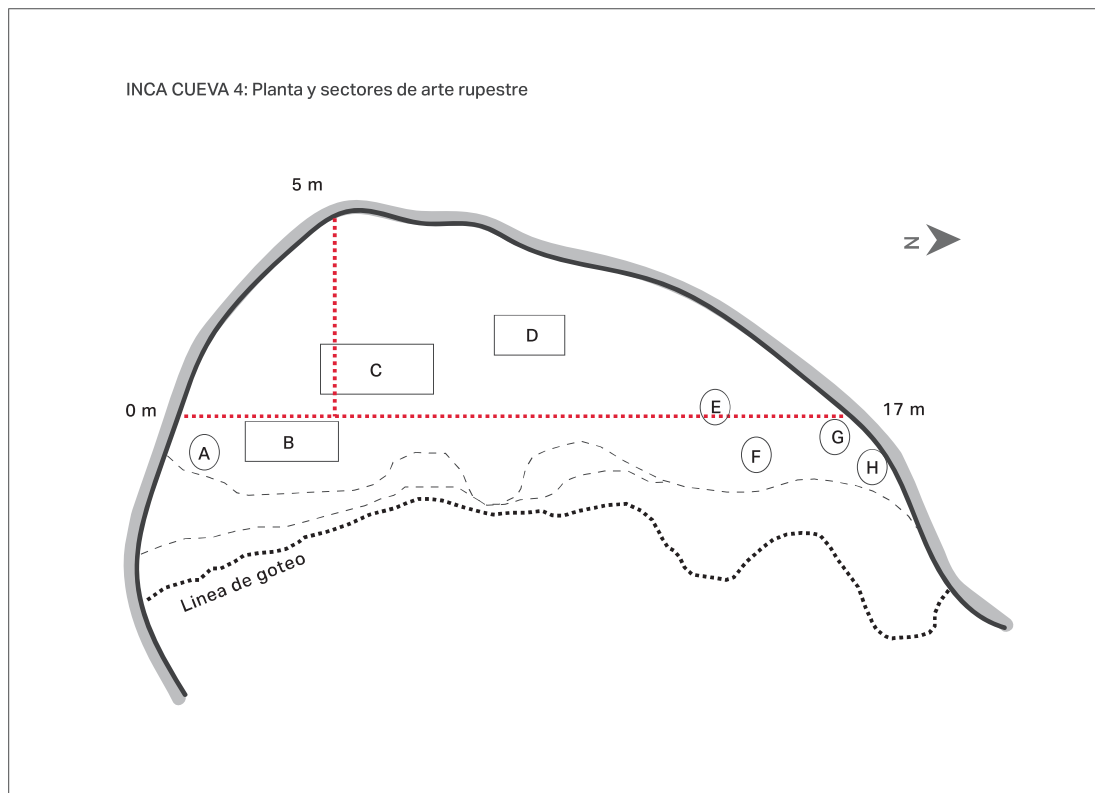 INCA CUEVA 4: Planta y sectores de arte rupestre
5 m
N
D
C
0 m
E
17 m
B
A
G
F
H
Linea de goteo